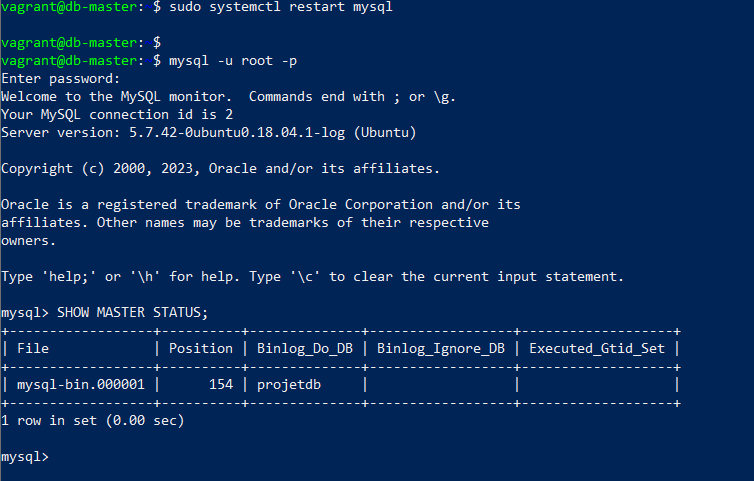 vagrant@db-master: $ sudo systemctl restart mysql
vagrant@db-master: $
vagrant@db-master: $ mysql -u root -p
Enter password:
Welcome to the MySQL monitor.  Commands end with ; or \g.
Your MySQL connection id is 2
Server version: 5.7.42-0ubuntu0.18.04.1-log (Ubuntu)
Copyright (c) 2000, 2023, Oracle and/or its affiliates.
Oracle is a registered trademark of Oracle Corporation and/or its
affiliates. Other names may be trademarks of their respective
owners.
Type 'help;' or '\h' for help. Type '\c' to clear the current input statement.
mysql> SHOW MASTER STATUS;
+------------------+----------+--------------+------------------+-------------------+
| File             | Position | Binlog_Do_DB | Binlog_Ignore_DB | Executed_Gtid_Set |
+------------------+----------+--------------+------------------+-------------------+
| mysql-bin.000001 |      154 | projetdb     |                  |                   |
+------------------+----------+--------------+------------------+-------------------+
1 row in set (0.00 sec)
mysql>